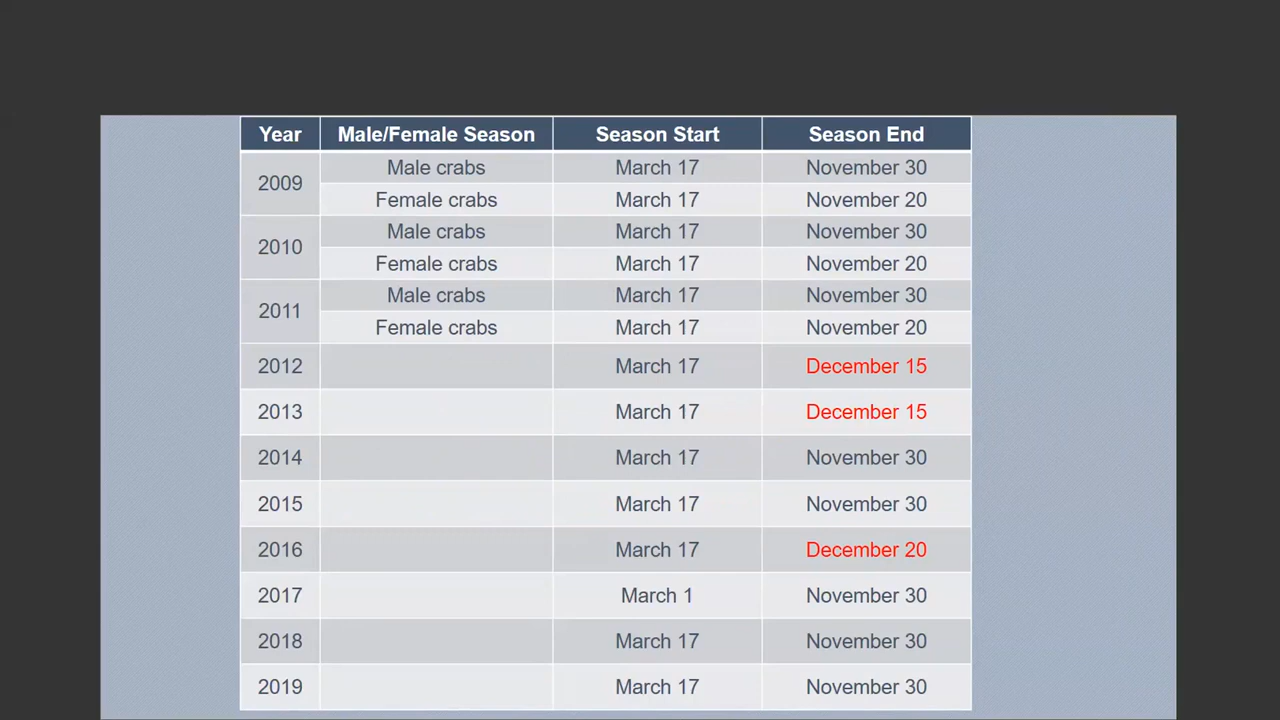 Year Male/Female Season Season Start Season End
2009 Male crabs March 17 November 30
Female crabs March 17 November 20
2010 Male crabs March 17 November 30
Female crabs March 17 November 20
2011 Male crabs March 17 November 30
Female crabs March 17 November 20
2012 March 17 December 15
2013 March 17 December 15
2014 March 17 November 30
2015 March 17 November 30
2016 March 17 December 20
2017 March 1 November 30
2018 March 17 November 30
2019 March 17 November 30